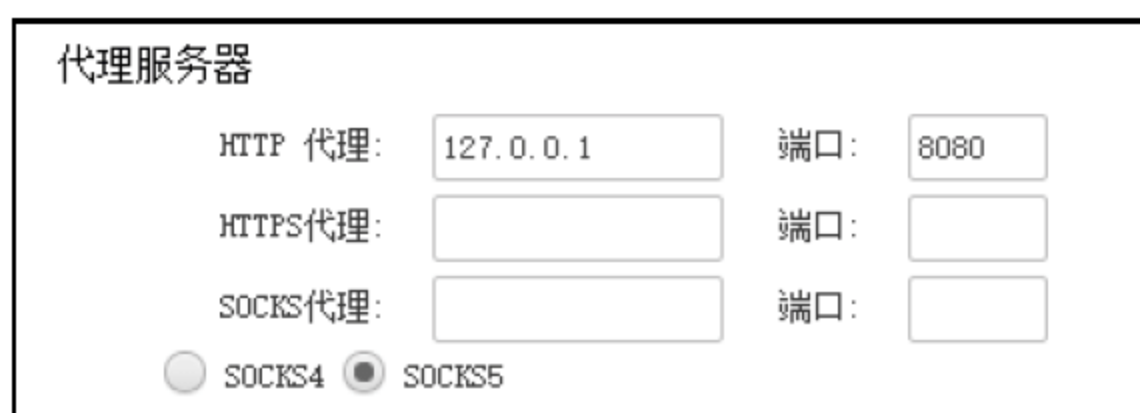 代理服务器
HTTP 代理: 127.0.0.1 端口: 8080
HTTPS代理: 端口:
SOCKS代理: 端口:
SOCKS4 SOCKS5